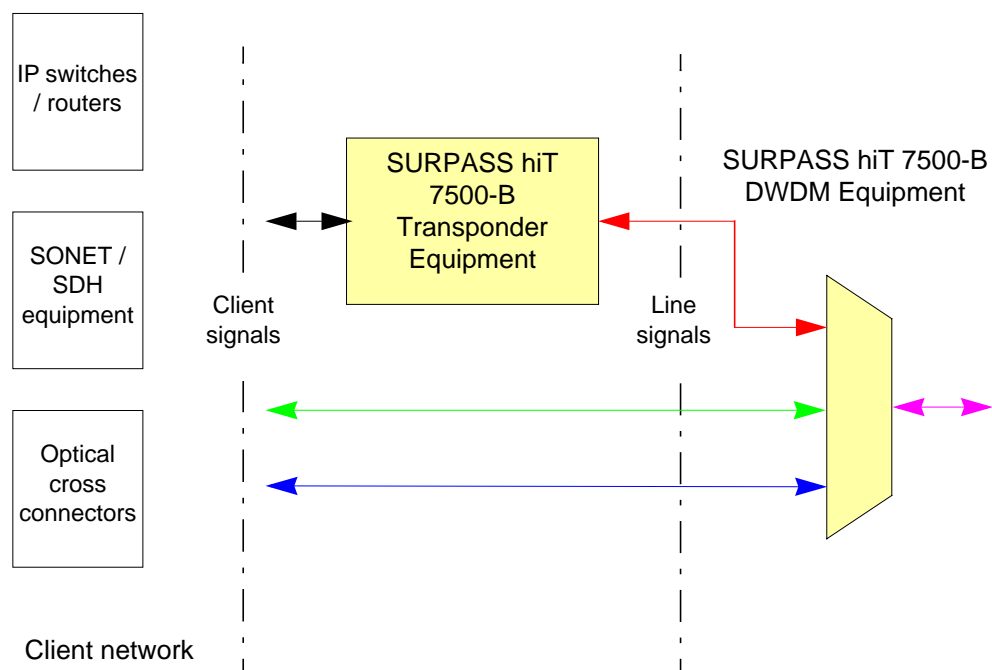 IP switches
/ routers
SURPASS hiT
7500-B
Transponder
Equipment
SURPASS hiT 7500-B
DWDM Equipment
SONET /
SDH
equipment
Client
signals
Line
signals
Optical
cross
connectors
Client network